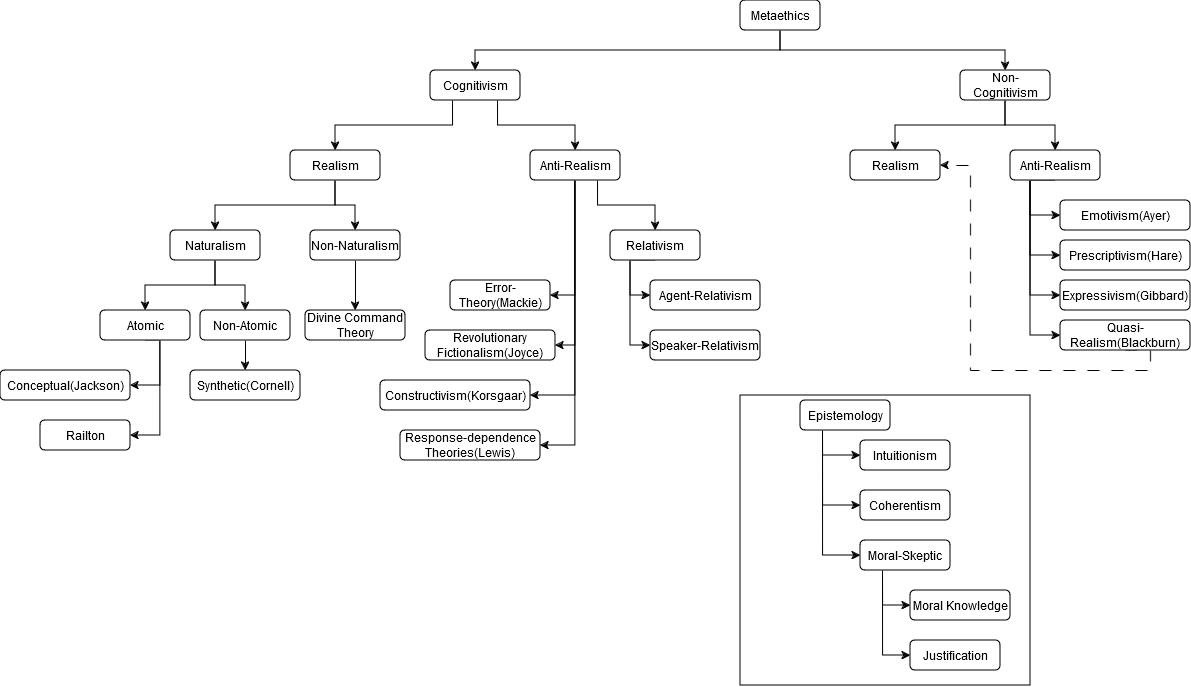 Metaethics
Cognitivism
Non-
Cognitivism
Realism
Anti-Realism
Realism
Anti-Realism
Naturalism
Non-Naturalism
Relativism
Emotivism(Ayer)
Prescriptivism(Hare)
Expressivism(Gibbard)
Quasi-
Realism(Blackburn)
Atomic
Non-Atomic
Divine Command
Theory
Error-
Theory(Mackie)
Agent-Relativism
Revolutionary
Fictionalism(Joyce)
Speaker-Relativism
Conceptual(Jackson)
Synthetic(Cornell)
Constructivism(Korsgaar)
Railton
Response-dependence
Theories(Lewis)
Epistemology
Intuitionism
Coherentism
Moral-Skeptic
Moral Knowledge
Justification